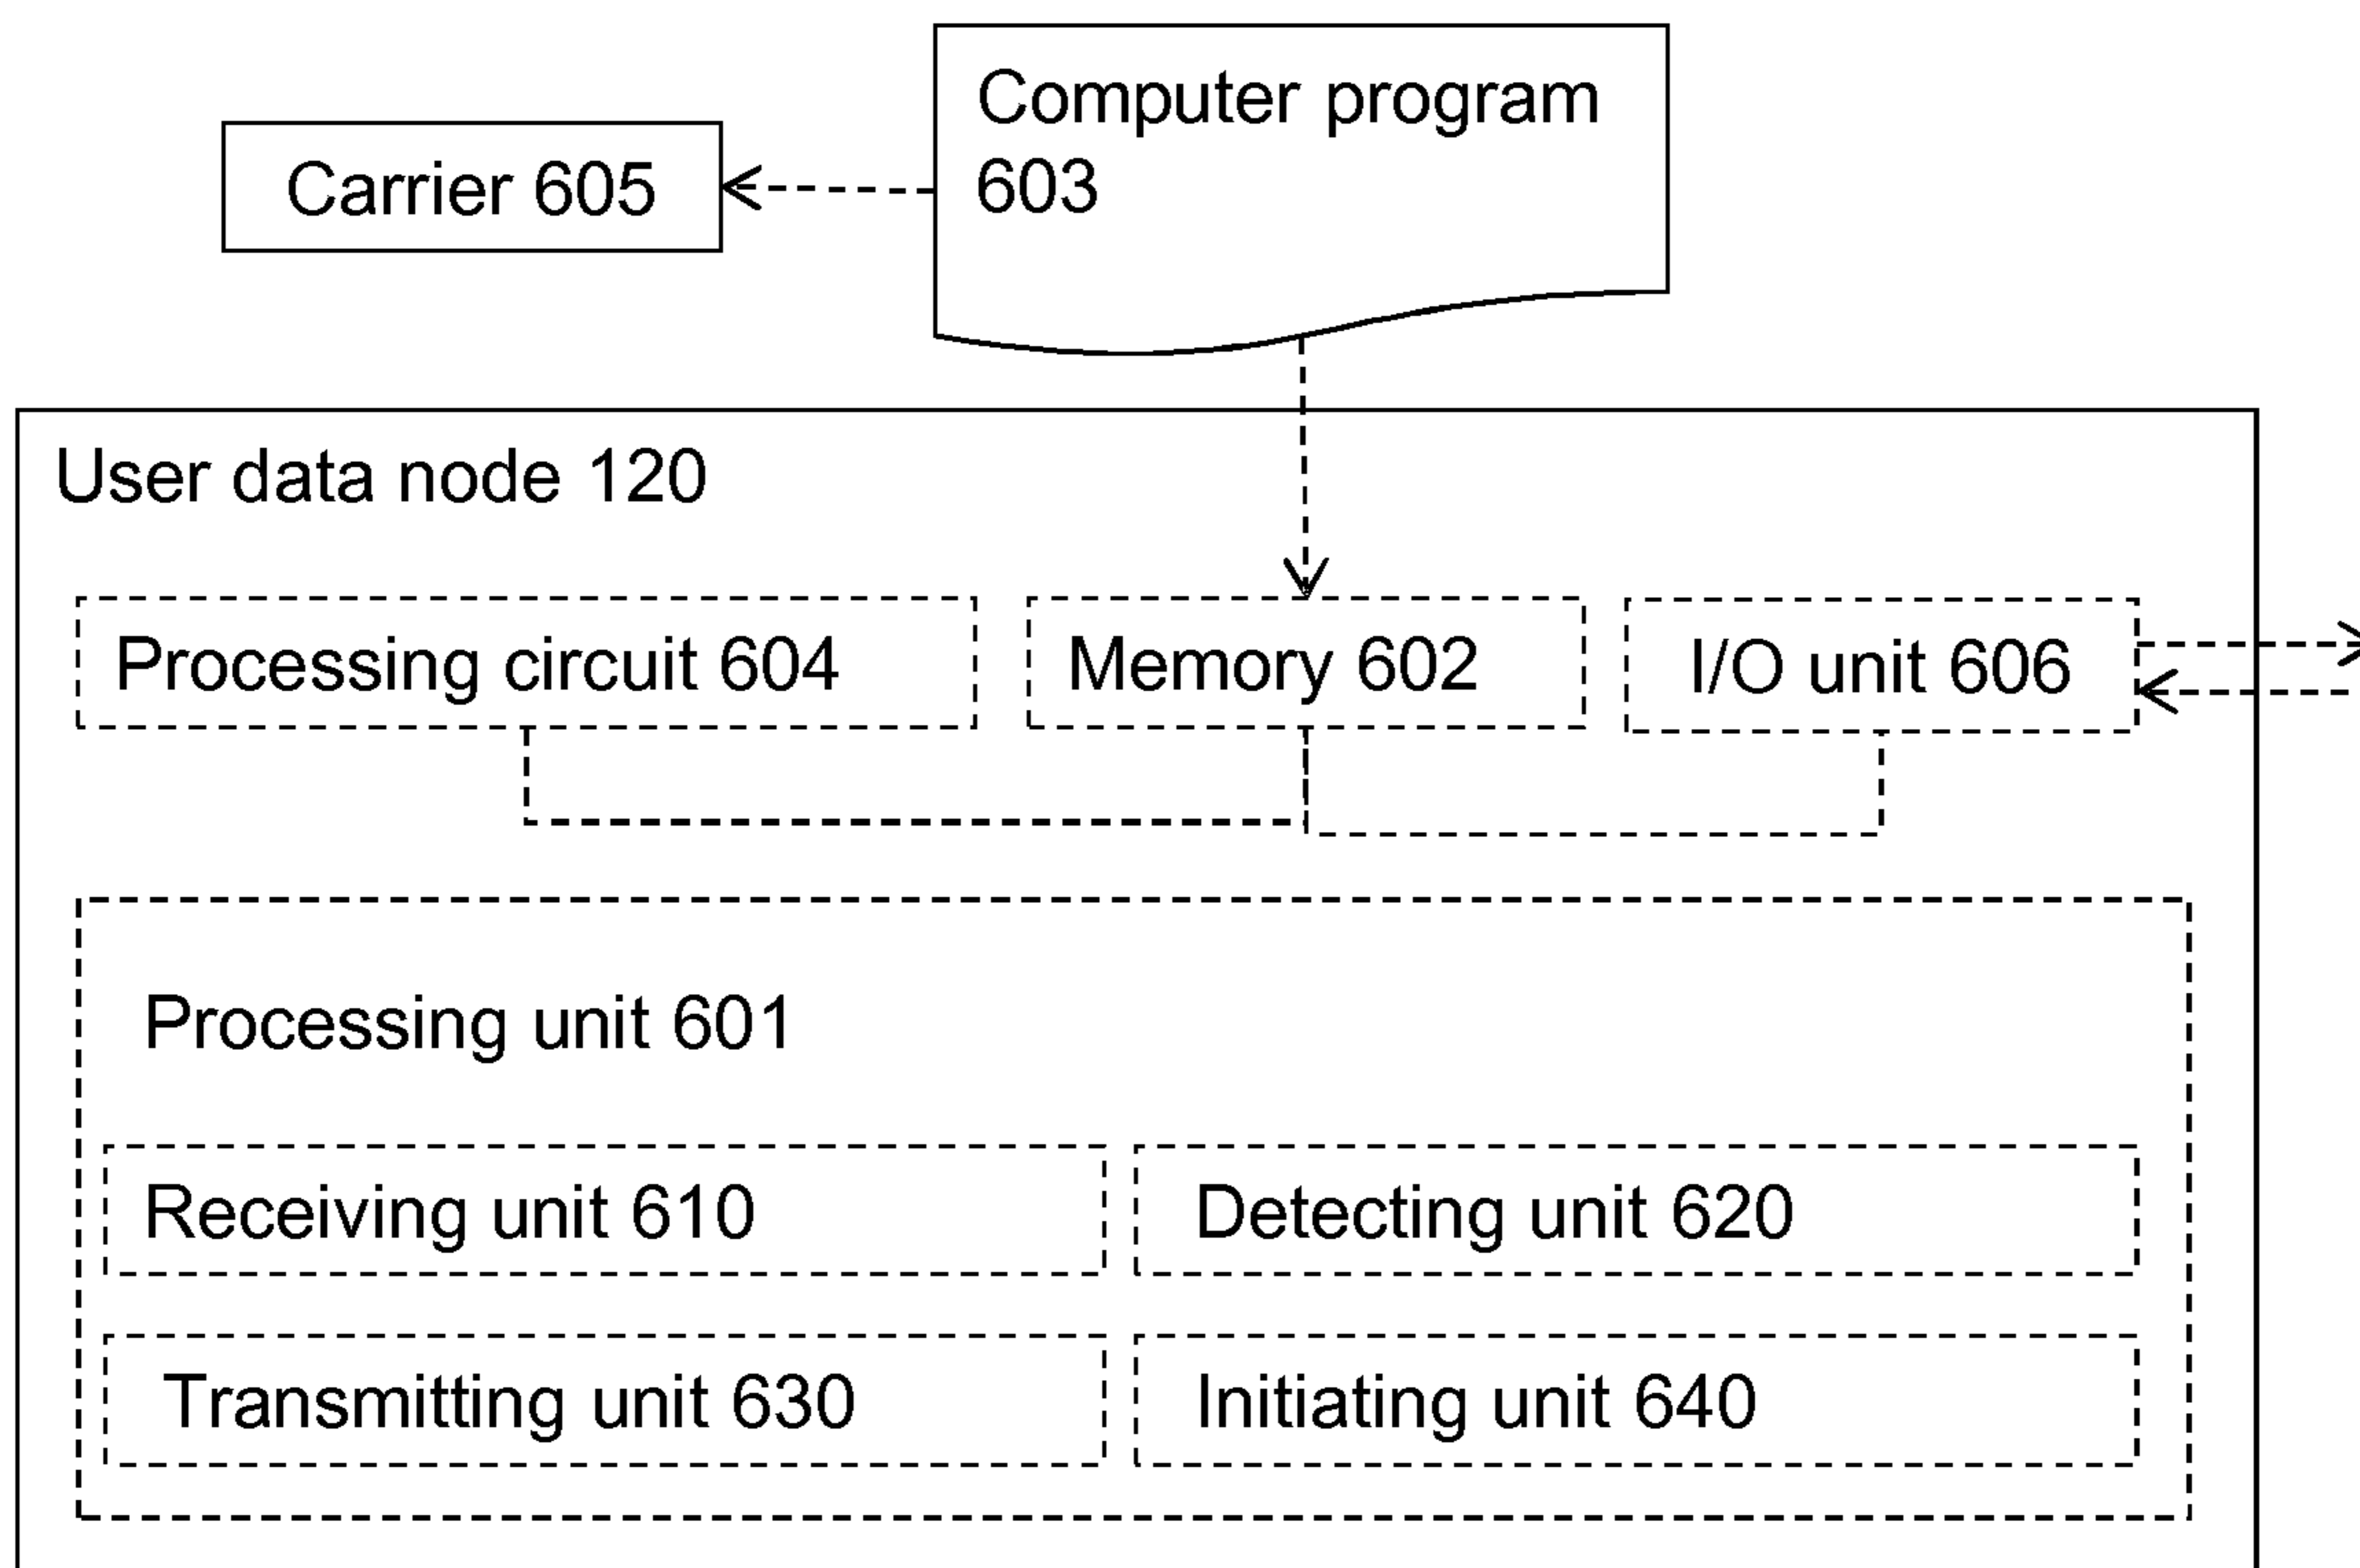 Computer program
603
Carrier 605
User data node 120
Processing circuit 604
Memory 602
I/O unit 606
Processing unit 601
Receiving unit 610
Detecting unit 620
Transmitting unit 630
Initiating unit 640